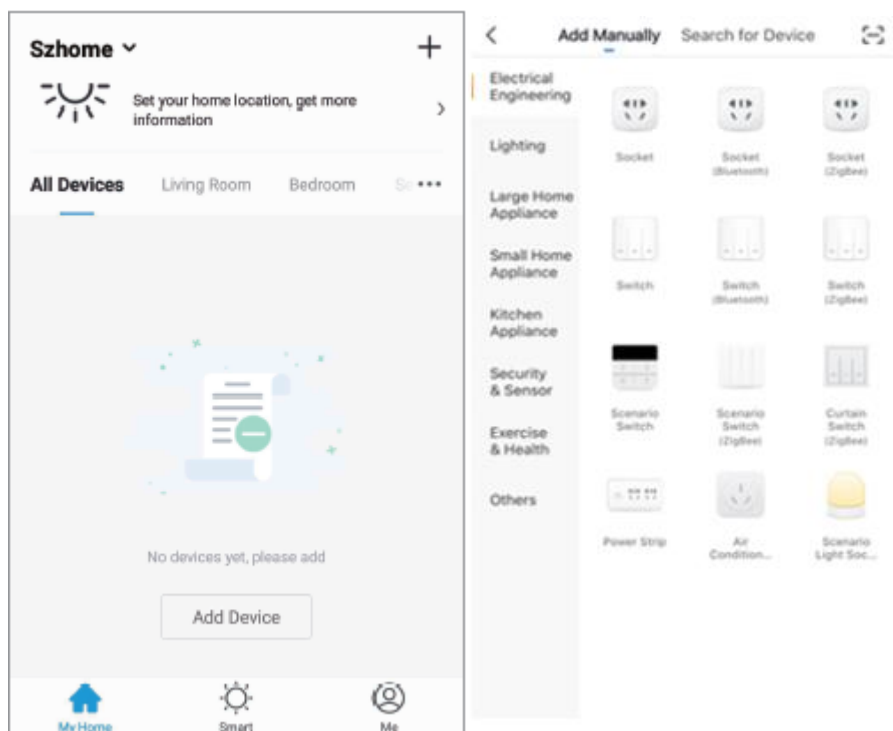 Szhome
Set your home location, get more
information
All Devices
Living Room
Bedroom
No devices yet, please add
Add Device
My Home
Smart
Me
Add Manually
Search for Device
Electrical
Engineering
Lighting
Large Home
Appliance
Small Home
Appliance
Kitchen
Appliance
Security
& Sensor
Exercise
& Health
Others
Socket
Socket
(Bluetooth)
Socket
(ZigBee)
Switch
Switch
(Bluetooth)
Switch
(ZigBee)
Scenario
Switch
Scenario
Switch
(ZigBee)
Curtain
Switch
(ZigBee)
Power Strip
Air
Condition...
Scenario
Light Soc...